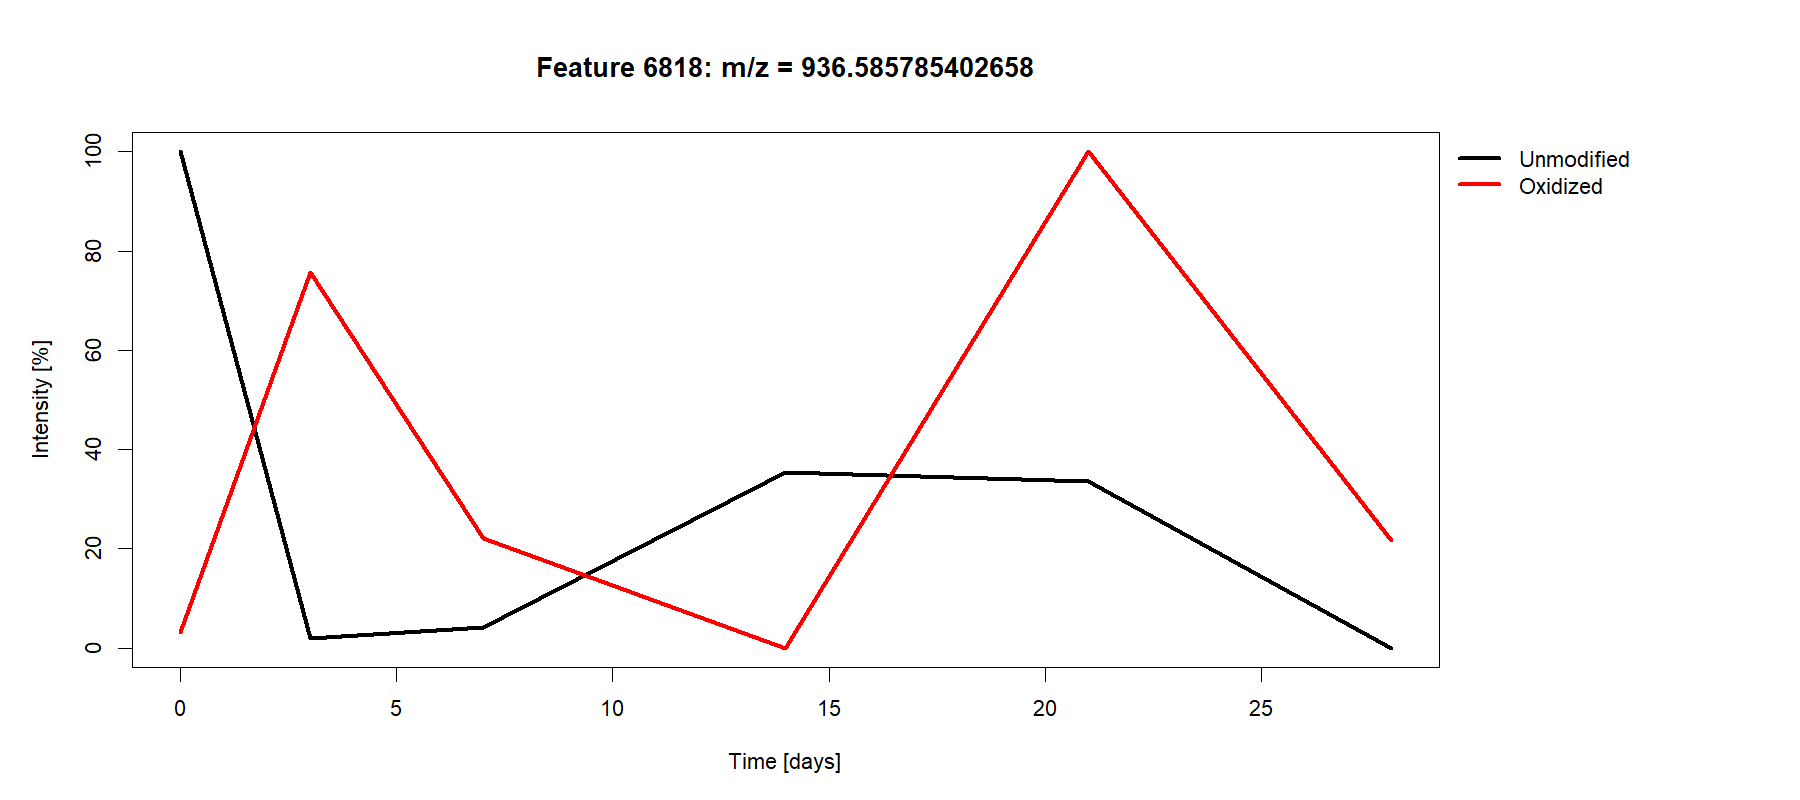 Feature 6818: m/z = 936.585785402658
Unmodified
Oxidized
Intensity [%]
100
80
60
40
20
0
0 5 10 15 20 25
Time [days]